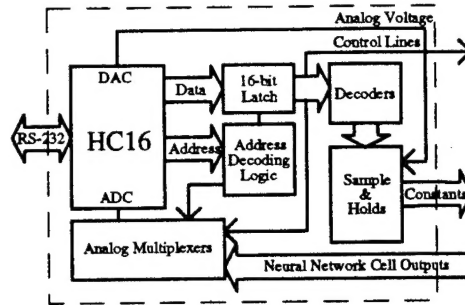 Analog Voltage
Control Lines
DAC
Data
16-bit
Latch
Decoders
RS-232
HC16
Address
Address
Decoding
Logic
Sample
&
Holds
Constants
ADC
Analog Multiplexers
Neural Network Cell Outputs